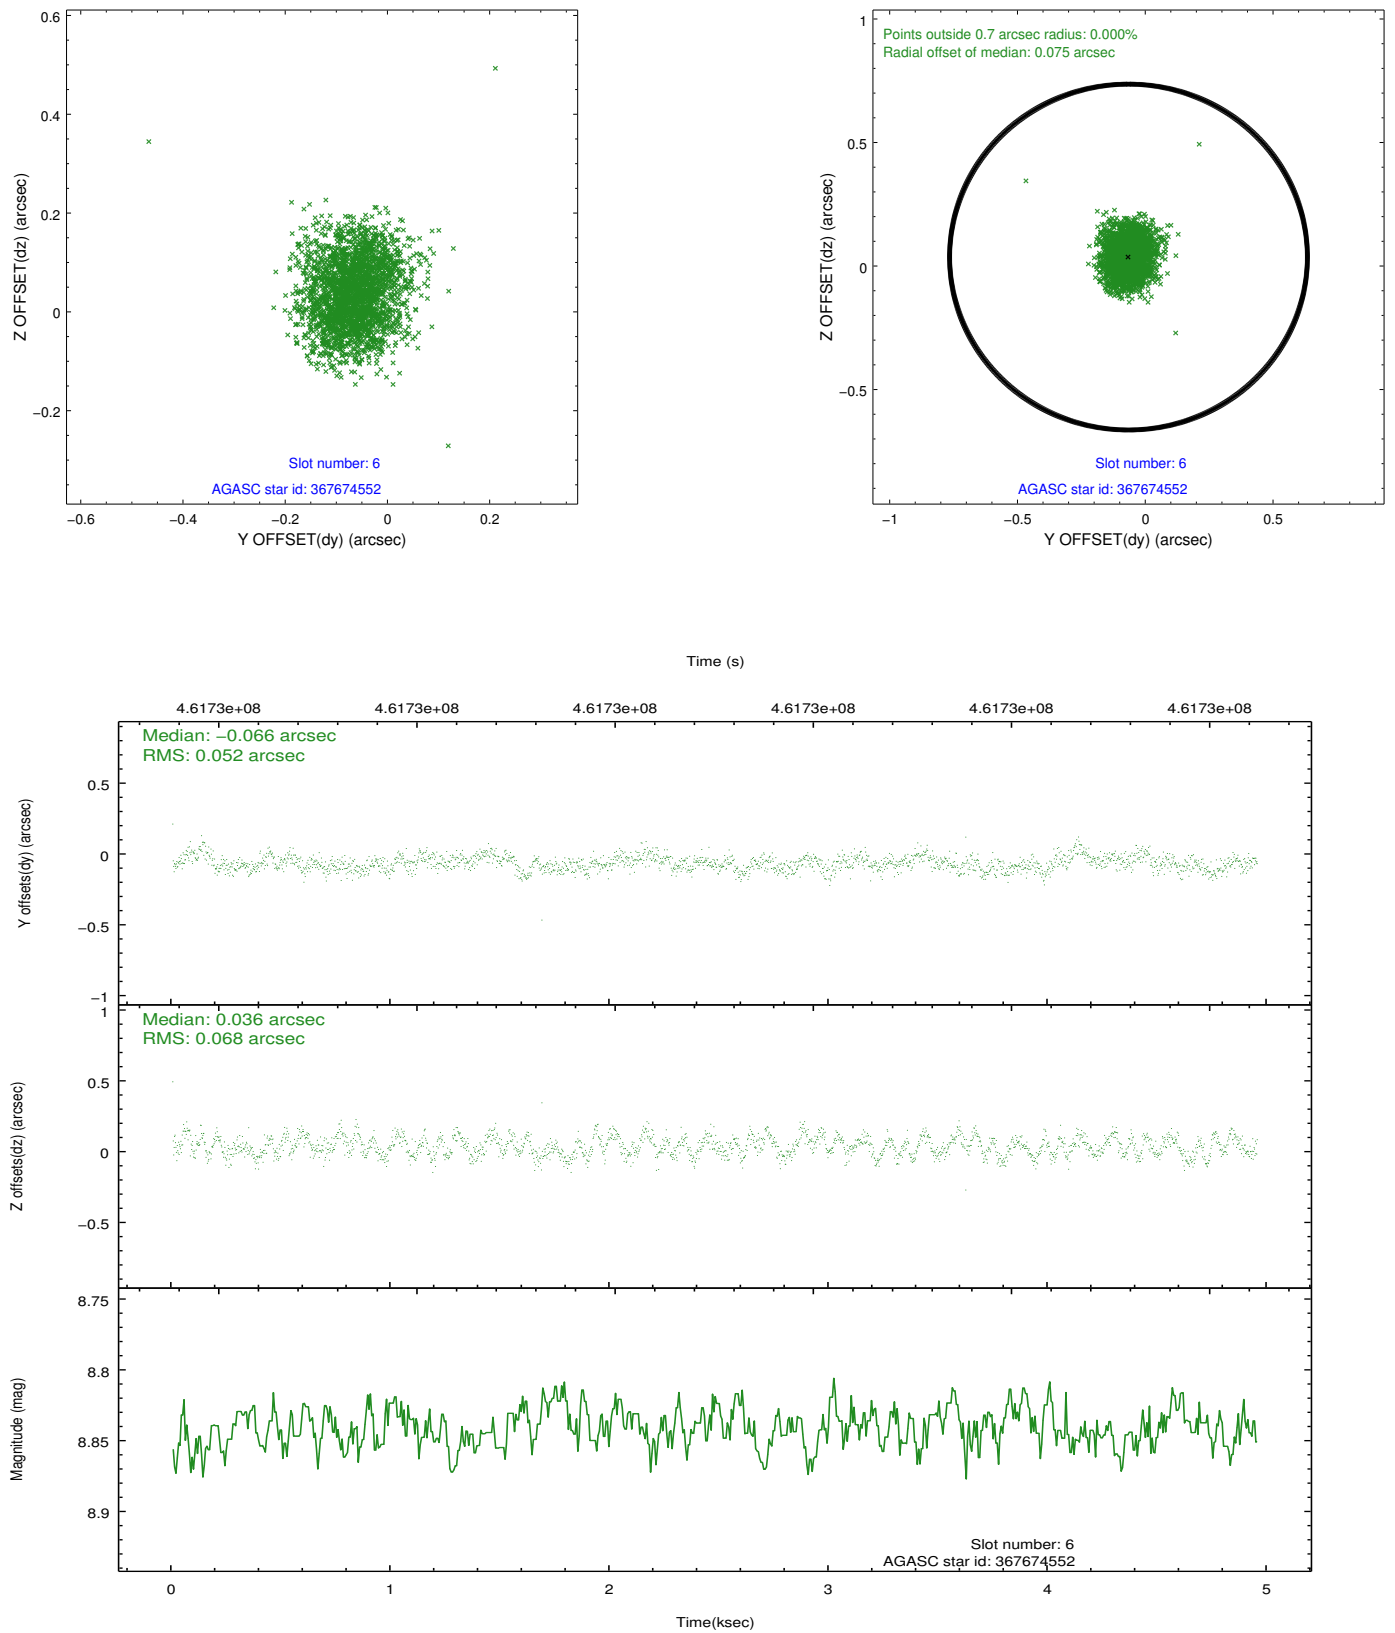 0.6
0.4
0.2
0
−0.2
Z OFFSET(dz) (arcsec)
Slot number: 6
AGASC star id: 367674552
−0.6 −0.4 −0.2 0 0.2
Y OFFSET(dy) (arcsec)
Points outside 0.7 arcsec radius: 0.000%
Radial offset of median: 0.075 arcsec
1
0.5
0
−0.5
Z OFFSET(dz) (arcsec)
Slot number: 6
AGASC star id: 367674552
−1 −0.5 0 0.5
Y OFFSET(dy) (arcsec)
Time (s)
4.6173e+08 4.6173e+08 4.6173e+08 4.6173e+08 4.6173e+08 4.6173e+08
Median: −0.066 arcsec
RMS: 0.052 arcsec
0.5
0
−0.5
−1
Y offsets(dy) (arcsec)
Median: 0.036 arcsec
RMS: 0.068 arcsec
1
0.5
0
−0.5
Z offsets(dz) (arcsec)
8.75
8.8
8.85
8.9
Magnitude (mag)
Slot number: 6
AGASC star id: 367674552
0 1 2 3 4 5
Time(ksec)